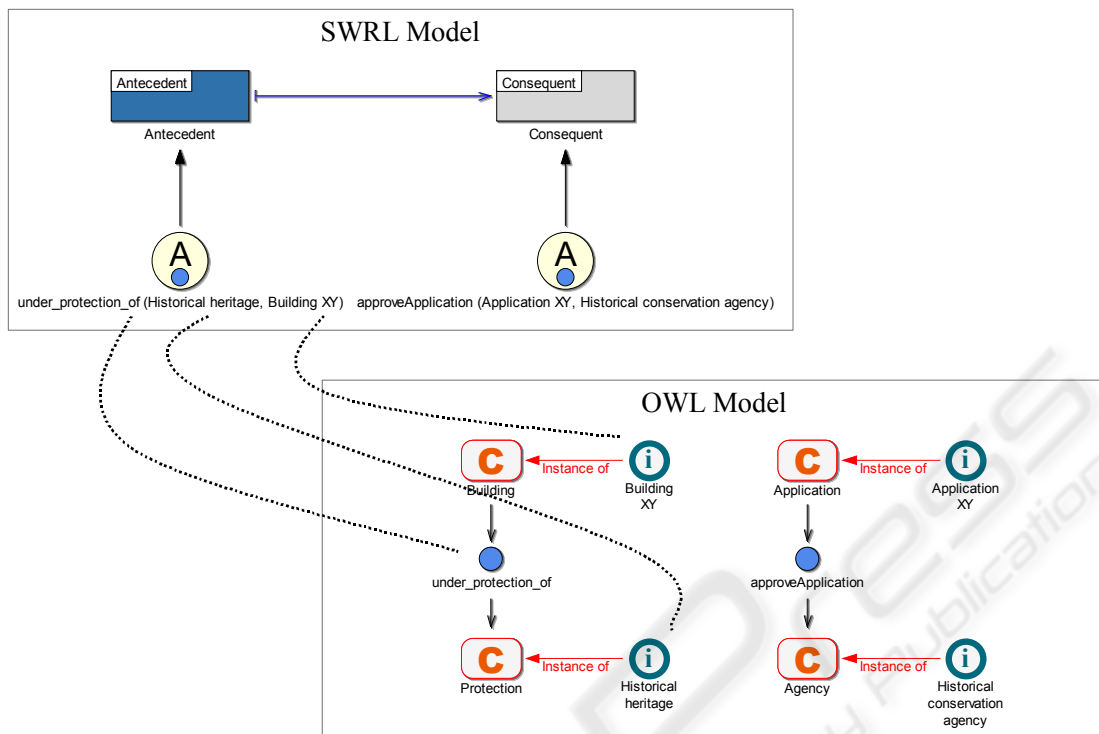 SWRL Model
Antecedent
Consequent
Antecedent
Consequent
A
A
under_protection_of (Historical heritage, Building XY)
approveApplication (Application XY, Historical conservation agency)
OWL Model
C
Instance of
i
C
Instance of
i
Building
Building
XY
Application
Application
XY
under_protection_of
approveApplication
C
Instance of
i
C
Instance of
i
Protection
Historical
heritage
Agency
Historical
conservation
agency
Press
Publication